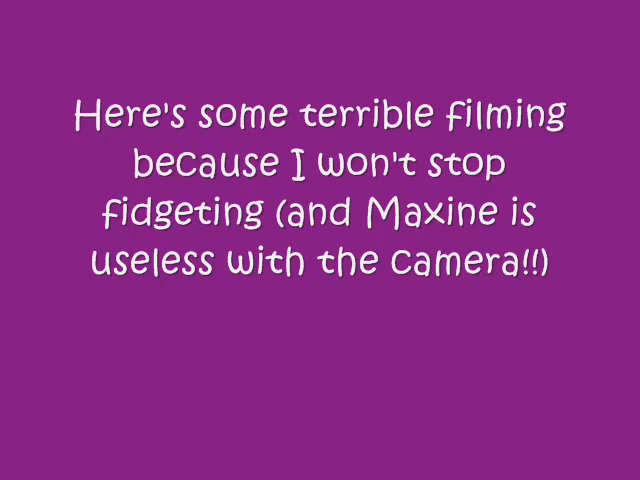 Here's some terrible filming
because I won't stop
fidgeting (and Maxine is
useless with the camera!!)